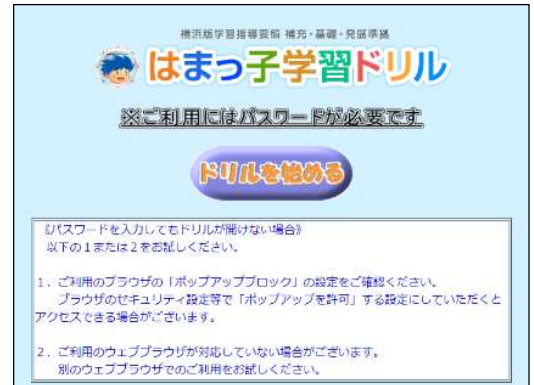 横浜版学習指導要領 補充・基礎・発展準拠
はまっ子学習ドリル
※ご利用にはパスワードが必要です
ドリルを始める
《パスワードを入力してもドリルが開けない場合》
以下の1または2をお試しください。
1．ご利用のブラウザの「ポップアップブロック」の設定をご確認ください。
ブラウザのセキュリティ設定等で「ポップアップを許可」する設定にしていただくと
アクセスできる場合がございます。
2．ご利用のウェブブラウザが対応していない場合がございます。
別のウェブブラウザでのご利用をお試しください。